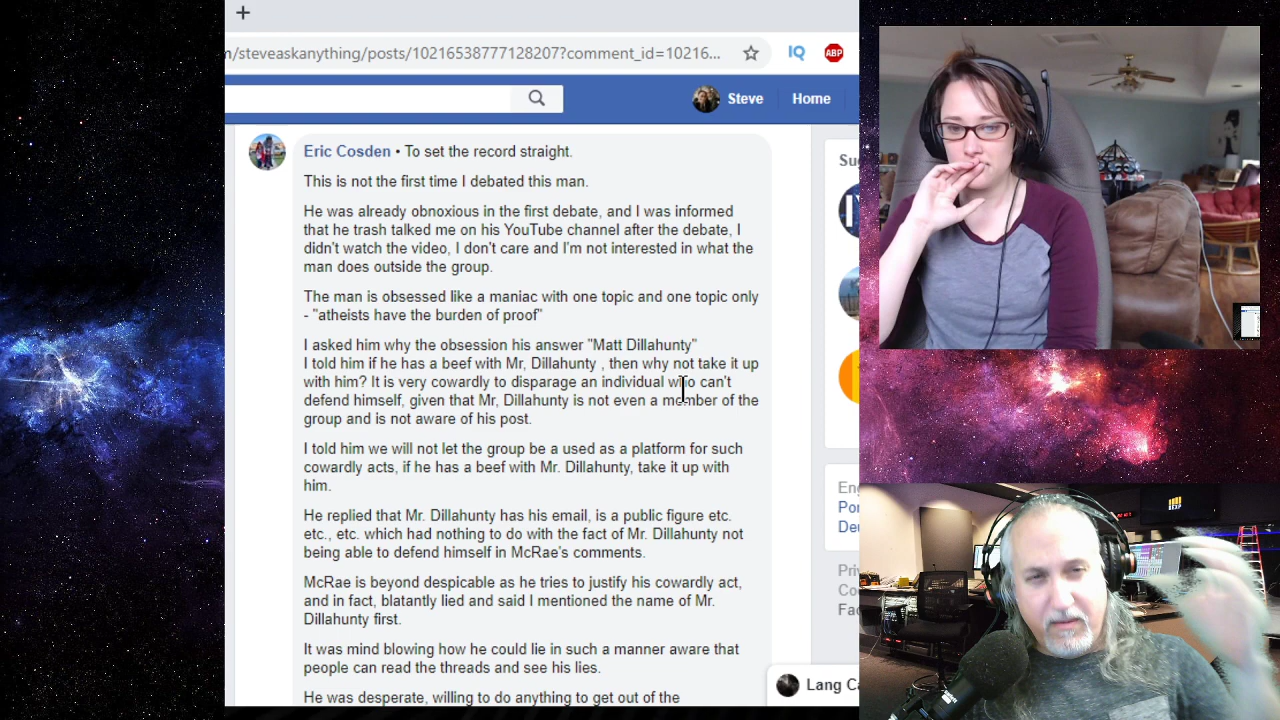 +
/steveaskanything/posts/10216538777128207?comment_id=10216...
IQ
ABP
Steve
Home
Eric Cosden • To set the record straight.
This is not the first time I debated this man.
He was already obnoxious in the first debate, and I was informed
that he trash talked me on his YouTube channel after the debate, I
didn't watch the video, I don't care and I'm not interested in what the
man does outside the group.
The man is obsessed like a maniac with one topic and one topic only
- "atheists have the burden of proof"
I asked him why the obsession his answer "Matt Dillahunty"
I told him if he has a beef with Mr, Dillahunty , then why not take it up
with him? It is very cowardly to disparage an individual who can't
defend himself, given that Mr, Dillahunty is not even a member of the
group and is not aware of his post.
I told him we will not let the group be a used as a platform for such
cowardly acts, if he has a beef with Mr. Dillahunty, take it up with
him.
He replied that Mr. Dillahunty has his email, is a public figure etc.
etc., etc. which had nothing to do with the fact of Mr. Dillahunty not
being able to defend himself in McRae's comments.
McRae is beyond despicable as he tries to justify his cowardly act,
and in fact, blatantly lied and said I mentioned the name of Mr.
Dillahunty first.
It was mind blowing how he could lie in such a manner aware that
people can read the threads and see his lies.
He was desperate, willing to do anything to get out of the
Su
Eng
Por
Deu
Pri
Co
Fac
Lang Ca